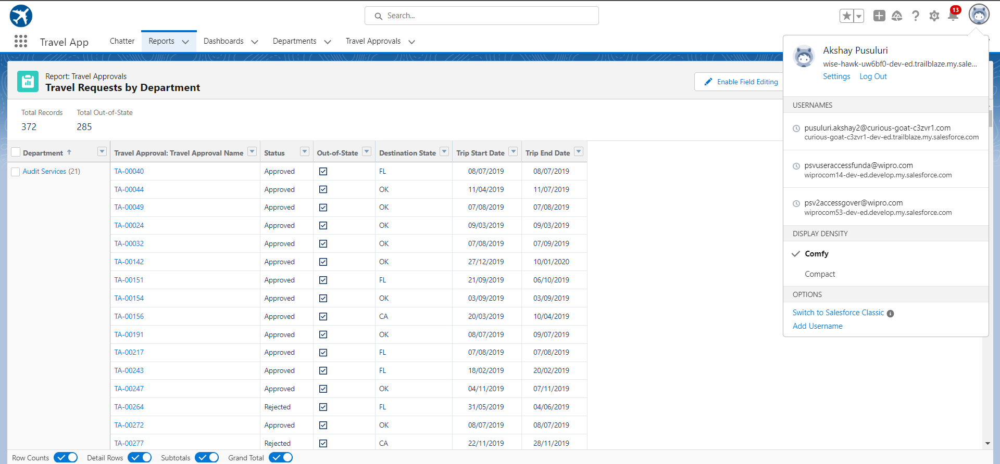 Search...
13
Travel App
Chatter
Reports
Dashboards
Departments
Travel Approvals
Report: Travel Approvals
Travel Requests by Department
Enable Field Editing
Total Records
Total Out-of-State
372
285
Department ↑
Travel Approval: Travel Approval Name
Status
Out-of-State
Destination State
Trip Start Date
Trip End Date
Audit Services (21)
TA-00040 Approved FL 08/07/2019 08/07/2019
TA-00044 Approved OK 11/04/2019 11/07/2019
TA-00049 Approved OK 07/08/2019 07/08/2019
TA-00024 Approved OK 09/03/2019 09/03/2019
TA-00032 Approved OK 07/08/2019 07/09/2019
TA-00142 Approved OK 27/12/2019 10/01/2020
TA-00151 Approved FL 21/09/2019 06/10/2019
TA-00154 Approved OK 03/09/2019 03/09/2019
TA-00156 Approved CA 20/03/2019 10/04/2019
TA-00191 Approved OK 08/07/2019 09/07/2019
TA-00217 Approved FL 07/08/2019 07/08/2019
TA-00243 Approved FL 18/02/2019 20/02/2019
TA-00247 Approved OK 04/11/2019 07/11/2019
TA-00264 Rejected FL 31/05/2019 04/06/2019
TA-00272 Approved OK 08/07/2019 08/07/2019
TA-00277 Rejected CA 22/11/2019 28/11/2019
Row Counts
Detail Rows
Subtotals
Grand Total
Akshay Pusuluri
wise-hawk-uw6bf0-dev-ed.trailblaze.my.sale...
Settings
Log Out
USERNAMES
pusuluri.akshay2@curious-goat-c3zvr1.com
curious-goat-c3zvr1-dev-ed.trailblaze.my.salesforce.com
psvuseraccessfunda@wipro.com
wiprocom14-dev-ed.develop.my.salesforce.com
psv2accessgover@wipro.com
wiprocom53-dev-ed.develop.my.salesforce.com
DISPLAY DENSITY
Comfy
Compact
OPTIONS
Switch to Salesforce Classic
Add Username